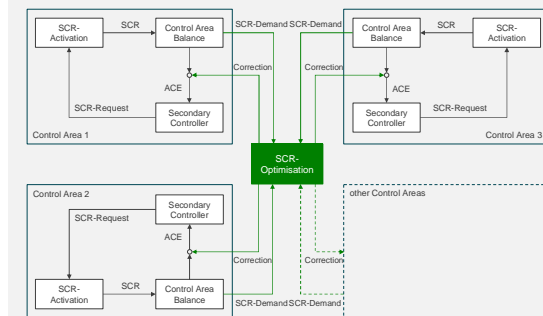 SCR-
Activation
SCR
Control Area
Balance
SCR-Demand
SCR-Demand
Control Area
Balance
SCR
SCR-
Activation
Correction
Correction
ACE
ACE
SCR-Request
Secondary
Controller
Secondary
Controller
SCR-Request
Control Area 1
Control Area 3
SCR-
Optimisation
Control Area 2
other Control Areas
Secondary
Controller
SCR-Request
ACE
Correction
Correction
SCR-
Activation
SCR
Control Area
Balance
SCR-Demand
SCR-Demand